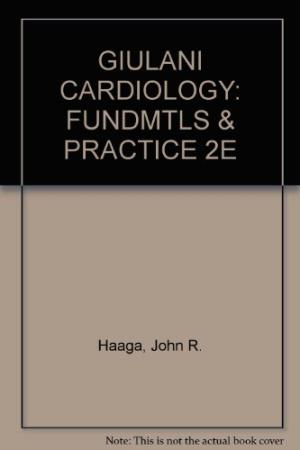 GIULANI
CARDIOLOGY:
FUNDMTLS &
PRACTICE 2E
Haaga, John R.
Note: This is not the actual book cover